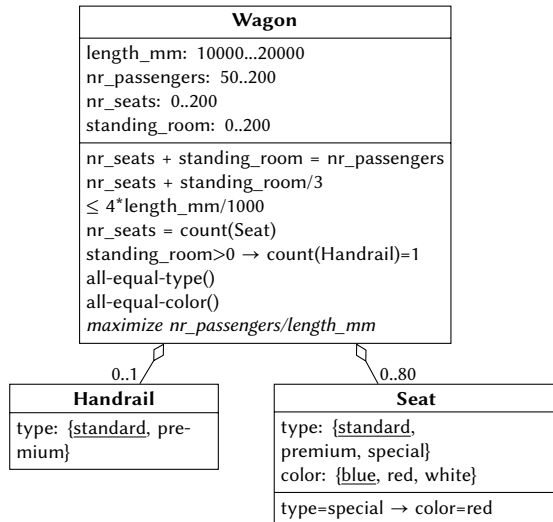 Wagon
length_mm: 10000...20000
nr_passengers: 50..200
nr_seats: 0..200
standing_room: 0..200
nr_seats + standing_room = nr_passengers
nr_seats + standing_room/3
≤ 4*length_mm/1000
nr_seats = count(Seat)
standing_room>0 → count(Handrail)=1
all-equal-type()
all-equal-color()
maximize nr_passengers/length_mm
0..1
0..80
Handrail
type: {standard, pre-
mium}
Seat
type: {standard,
premium, special}
color: {blue, red, white}
type=special → color=red